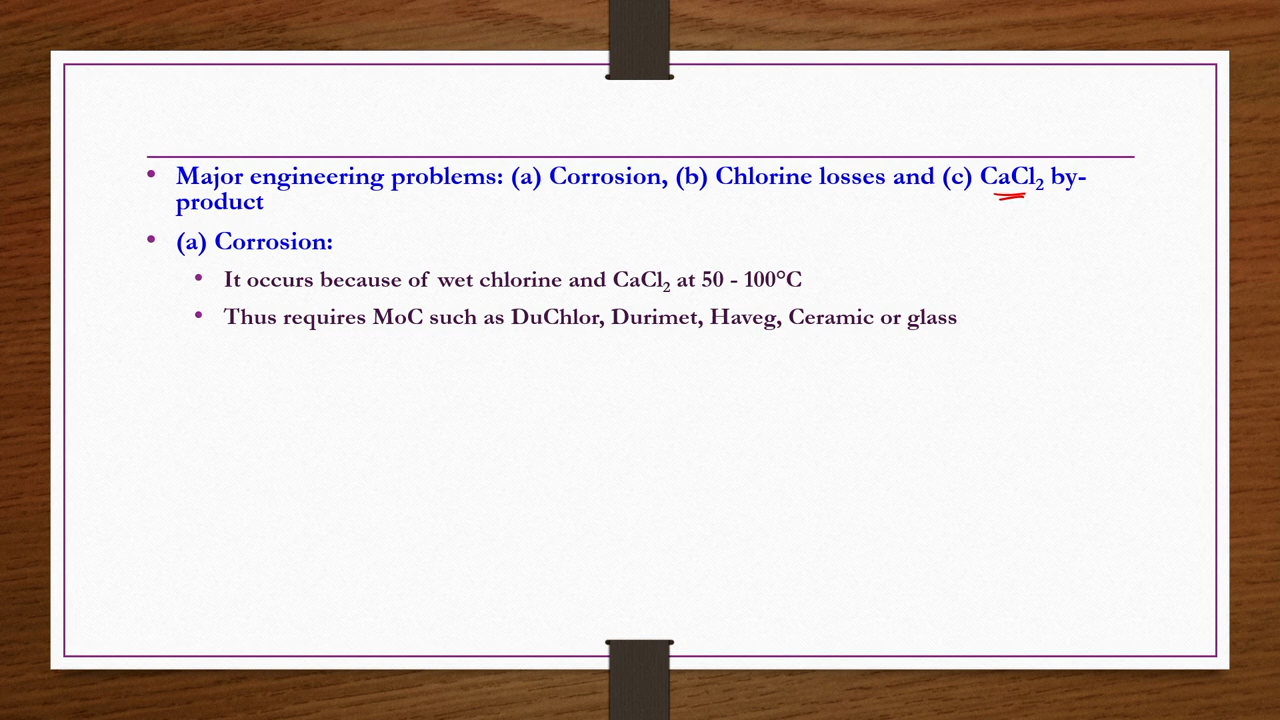 • Major engineering problems: (a) Corrosion, (b) Chlorine losses and (c) CaCl₂ by-
product
• (a) Corrosion:
• It occurs because of wet chlorine and CaCl₂ at 50 - 100°C
• Thus requires MoC such as DuChlor, Durimet, Haveg, Ceramic or glass